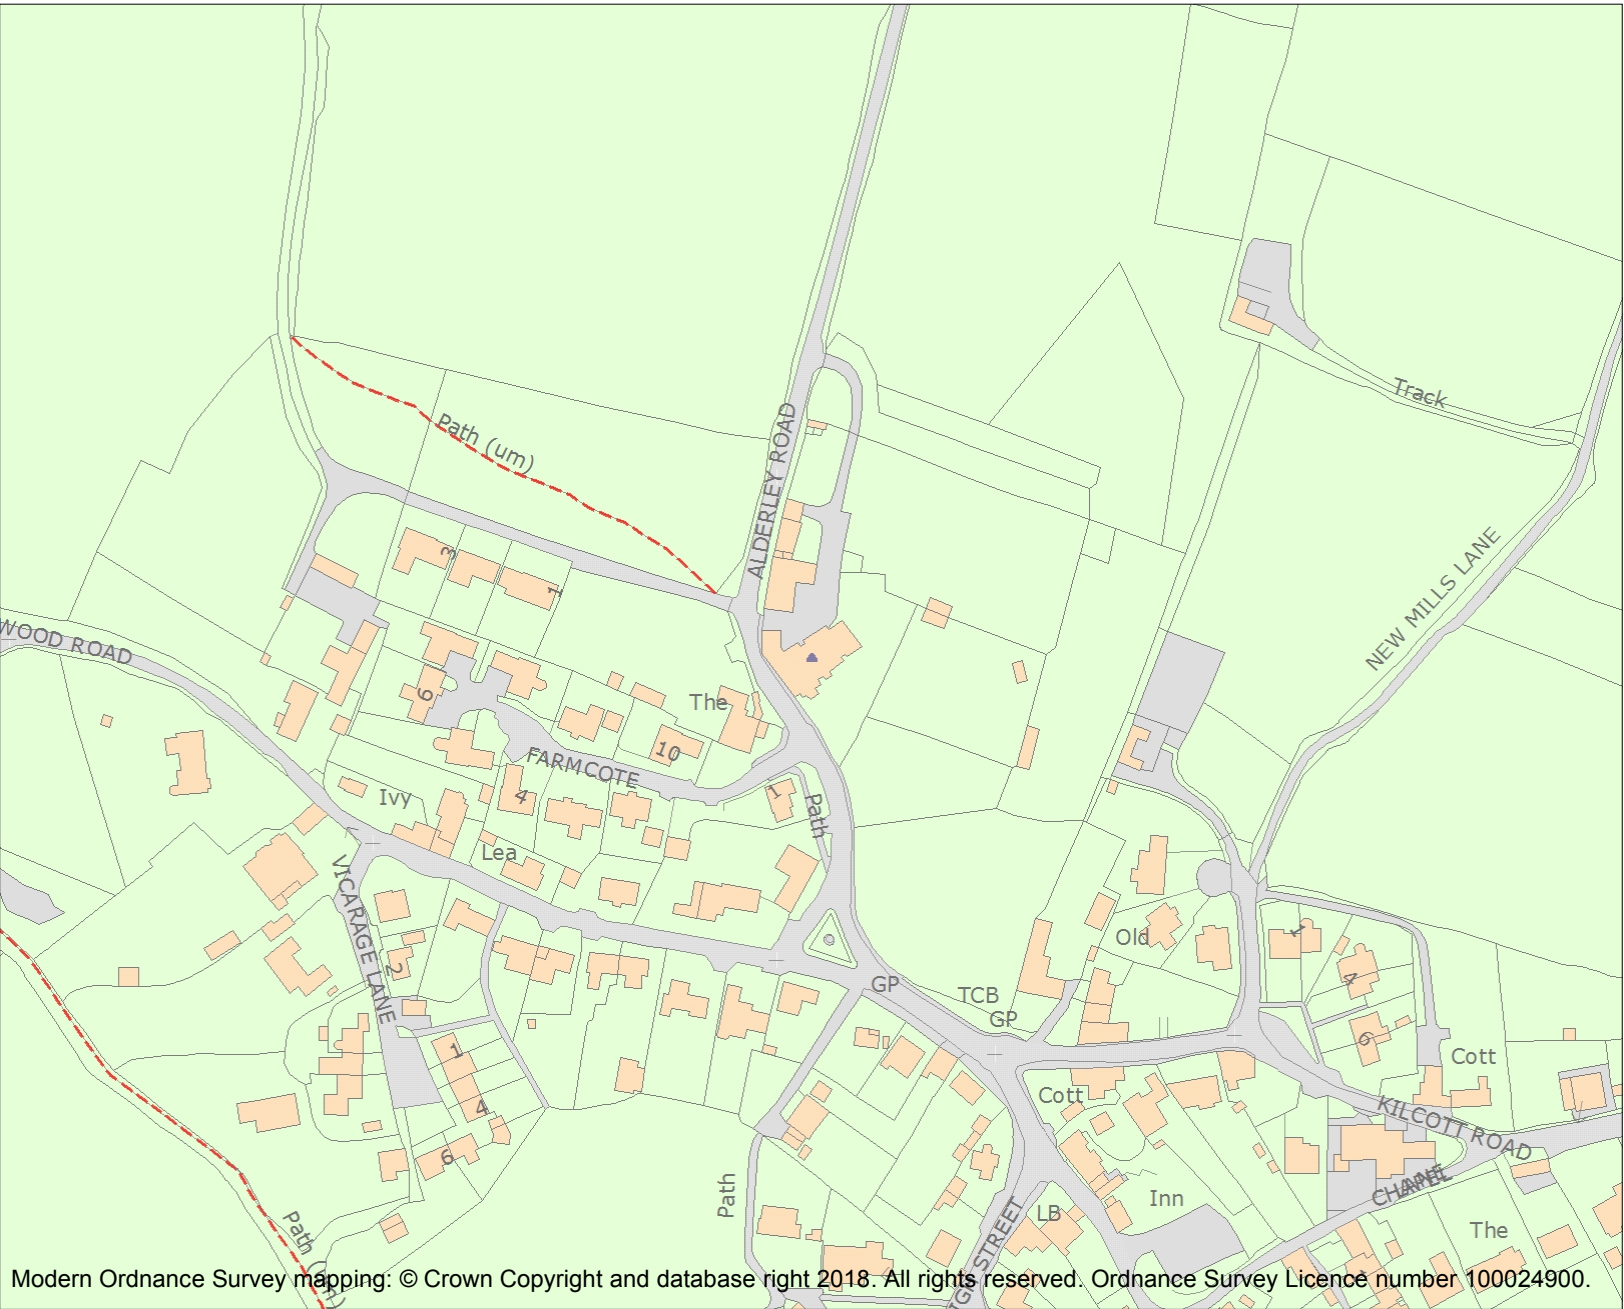 Track
Path (um)
ALDERLEY ROAD
NEW MILLS LANE
3
1
WOOD ROAD
6
The
10
FARMCOTE
4
1
Path
Ivy
Lea
VICARAGE LANE
2
Old
1
4
GP
TCB
GP
6
Cott
1
4
6
Cott
KILCOTT ROAD
CHAPEL
LANE
Path
Inn
LB
STREET
The
Path
Modern Ordnance Survey mapping: © Crown Copyright and database right 2018. All rights reserved. Ordnance Survey Licence number 100024900.